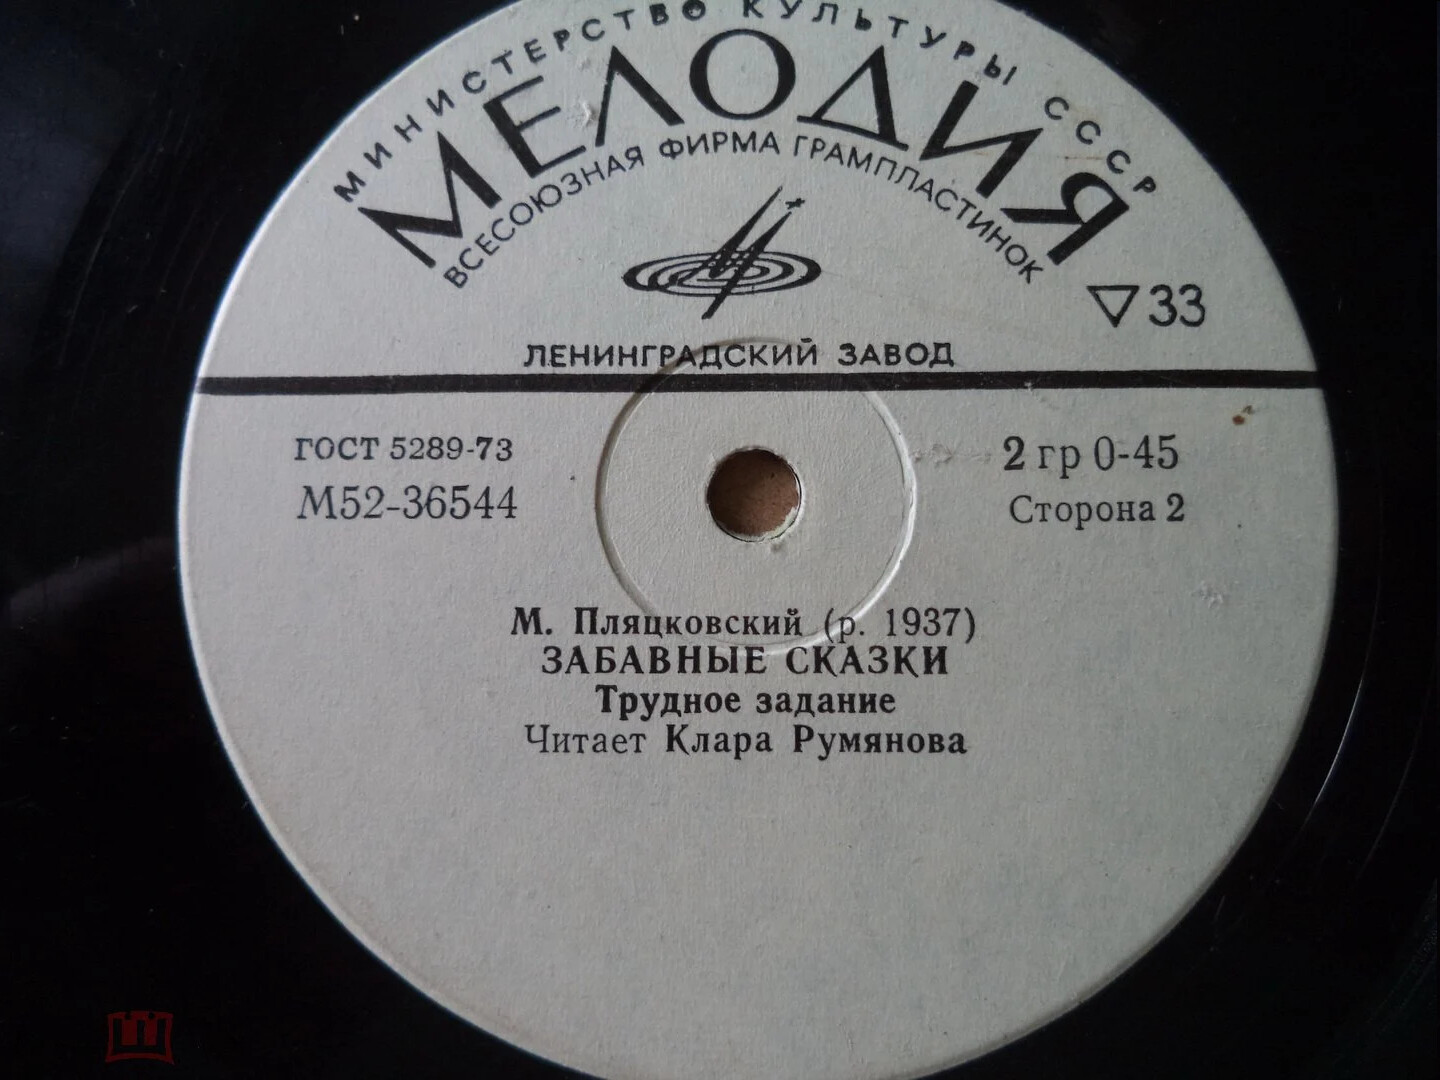 МИНИСТЕРСТВО КУЛЬТУРЫ СССР
МЕЛОДИЯ
ВСЕСОЮЗНАЯ ФИРМА ГРАМПЛАСТИНОК
▽33
ЛЕНИНГРАДСКИЙ ЗАВОД
ГОСТ 5289-73
2 гр 0-45
М52-36544
Сторона 2
М. Пляцковский (р. 1937)
ЗАБАВНЫЕ СКАЗКИ
Трудное задание
Читает Клара Румянова